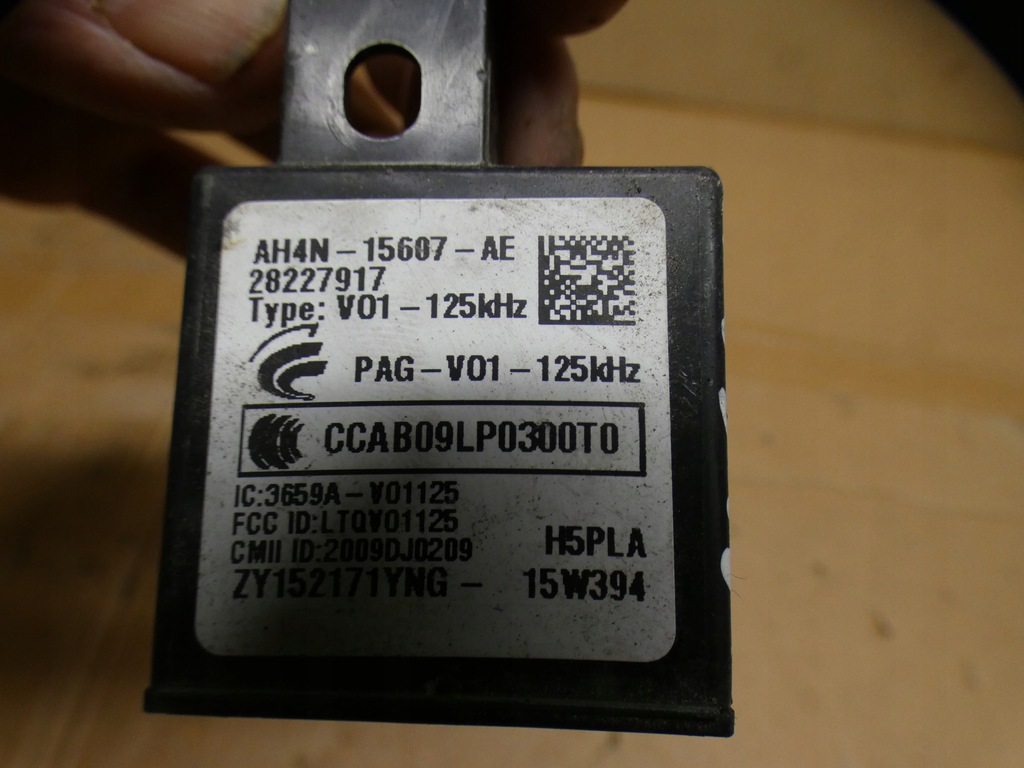 AH4N-15607-AE
28227917
Type: V01-125kHz
PAG-V01-125kHz
CCAB09LP0300T0
IC:3659A-V01125
FCC ID:LTQV01125
CMII ID:2009DJ0209
H5PLA
ZY152171YNG- 15W394